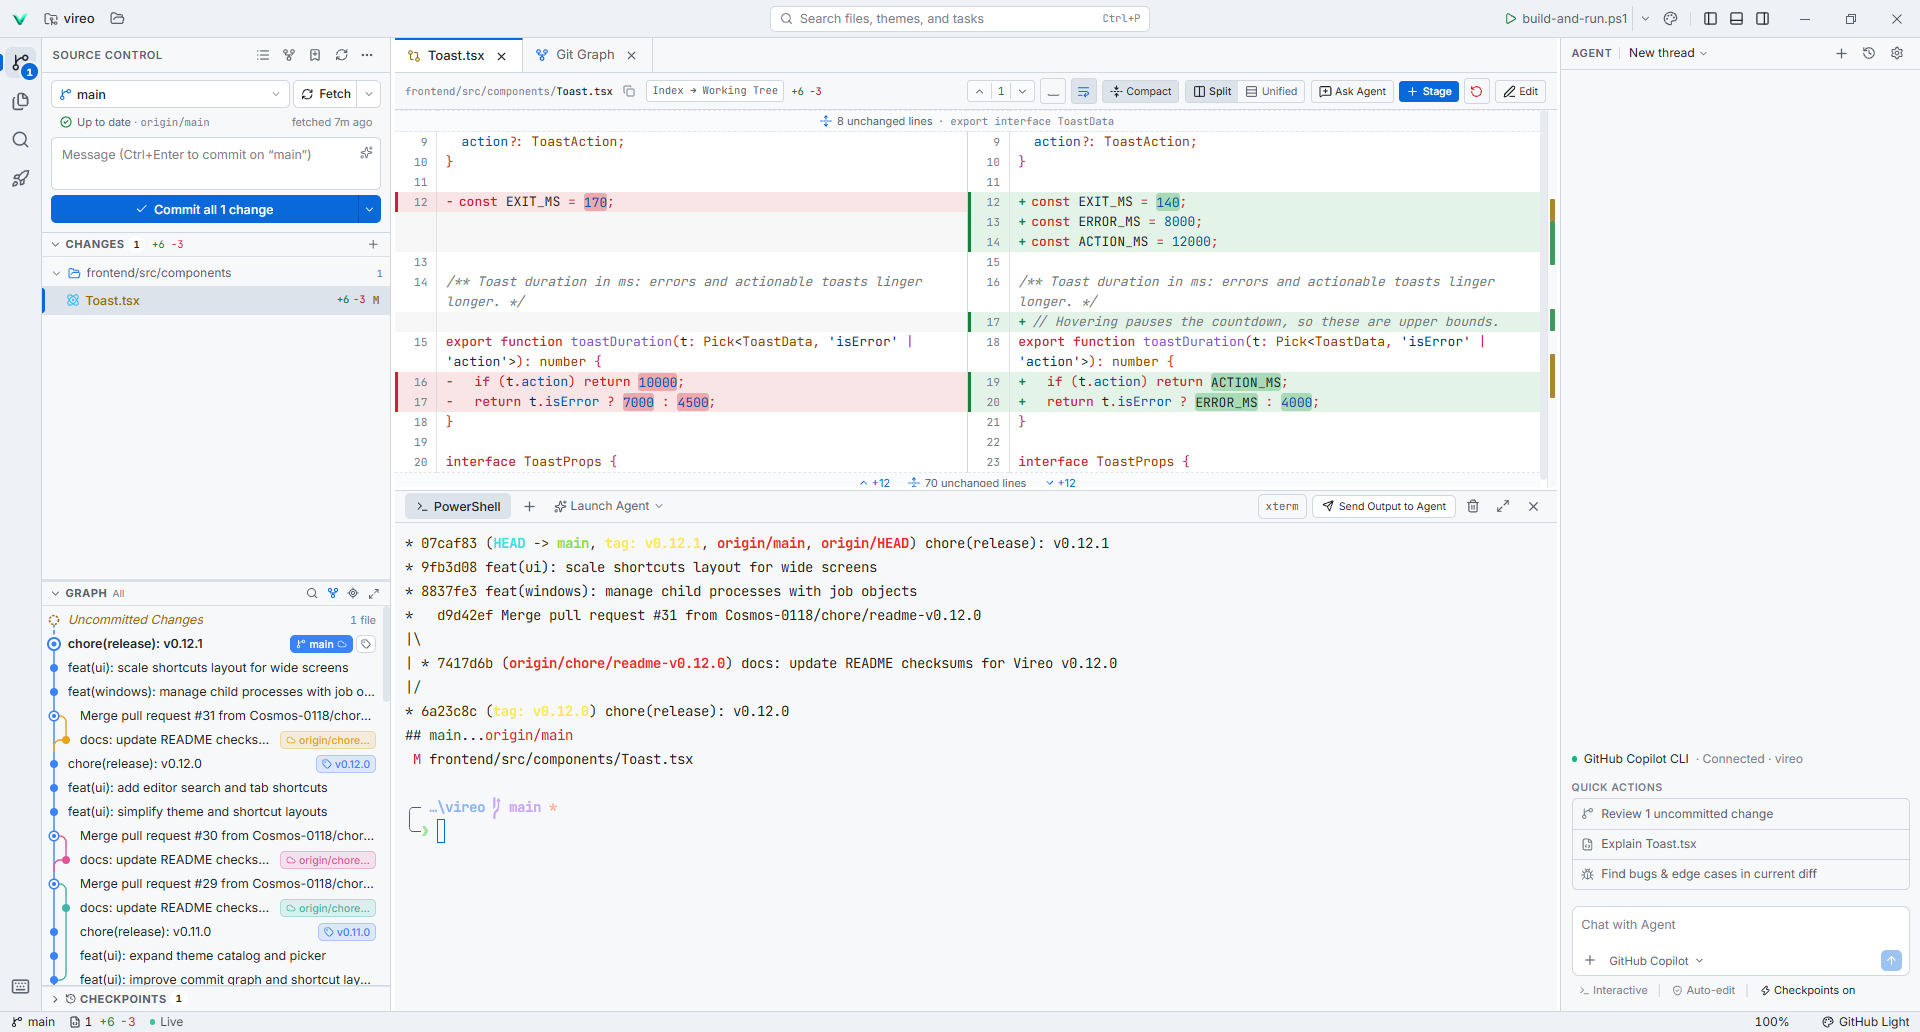 vireo
Search files, themes, and tasks Ctrl+P
build-and-run.ps1
SOURCE CONTROL
1
main
Fetch
Up to date · origin/main fetched 7m ago
Message (Ctrl+Enter to commit on “main”)
Commit all 1 change
CHANGES 1 +6 -3
frontend/src/components 1
Toast.tsx +6 -3 M
GRAPH All
Uncommitted Changes 1 file
chore(release): v0.12.1 main
feat(ui): scale shortcuts layout for wide screens
feat(windows): manage child processes with job o...
Merge pull request #31 from Cosmos-0118/chor...
docs: update README checks... origin/chore...
chore(release): v0.12.0 v0.12.0
feat(ui): add editor search and tab shortcuts
feat(ui): simplify theme and shortcut layouts
Merge pull request #30 from Cosmos-0118/chor...
docs: update README checks... origin/chore...
Merge pull request #29 from Cosmos-0118/chor...
docs: update README checks... origin/chore...
chore(release): v0.11.0 v0.11.0
feat(ui): expand theme catalog and picker
feat(ui): improve commit graph and shortcut lay...
CHECKPOINTS 1
Toast.tsx
Git Graph
frontend/src/components/Toast.tsx Index → Working Tree +6 -3
1 Compact Split Unified Ask Agent + Stage Edit
8 unchanged lines · export interface ToastData
9 action?: ToastAction;
10 }
11
12 - const EXIT_MS = 170;
13
14 /** Toast duration in ms: errors and actionable toasts linger
longer. */
15 export function toastDuration(t: Pick<ToastData, 'isError' |
'action'>): number {
16 - if (t.action) return 10000;
17 - return t.isError ? 7000 : 4500;
18 }
19
20 interface ToastProps {
9 action?: ToastAction;
10 }
11
12 + const EXIT_MS = 140;
13 + const ERROR_MS = 8000;
14 + const ACTION_MS = 12000;
15
16 /** Toast duration in ms: errors and actionable toasts linger
longer. */
17 + // Hovering pauses the countdown, so these are upper bounds.
18 export function toastDuration(t: Pick<ToastData, 'isError' |
'action'>): number {
19 + if (t.action) return ACTION_MS;
20 + return t.isError ? ERROR_MS : 4000;
21 }
22
23 interface ToastProps {
+12 70 unchanged lines +12
PowerShell
Launch Agent
xterm
Send Output to Agent
* 07caf83 (HEAD -> main, tag: v0.12.1, origin/main, origin/HEAD) chore(release): v0.12.1
* 9fb3d08 feat(ui): scale shortcuts layout for wide screens
* 8837fe3 feat(windows): manage child processes with job objects
* d9d42ef Merge pull request #31 from Cosmos-0118/chore/readme-v0.12.0
|\
| * 7417d6b (origin/chore/readme-v0.12.0) docs: update README checksums for Vireo v0.12.0
|/
* 6a23c8c (tag: v0.12.0) chore(release): v0.12.0
## main...origin/main
M frontend/src/components/Toast.tsx
…\vireo main *
AGENT New thread
GitHub Copilot CLI · Connected · vireo
QUICK ACTIONS
Review 1 uncommitted change
Explain Toast.tsx
Find bugs & edge cases in current diff
Chat with Agent
GitHub Copilot
Interactive Auto-edit Checkpoints on
main 1 +6 -3 Live
100% GitHub Light